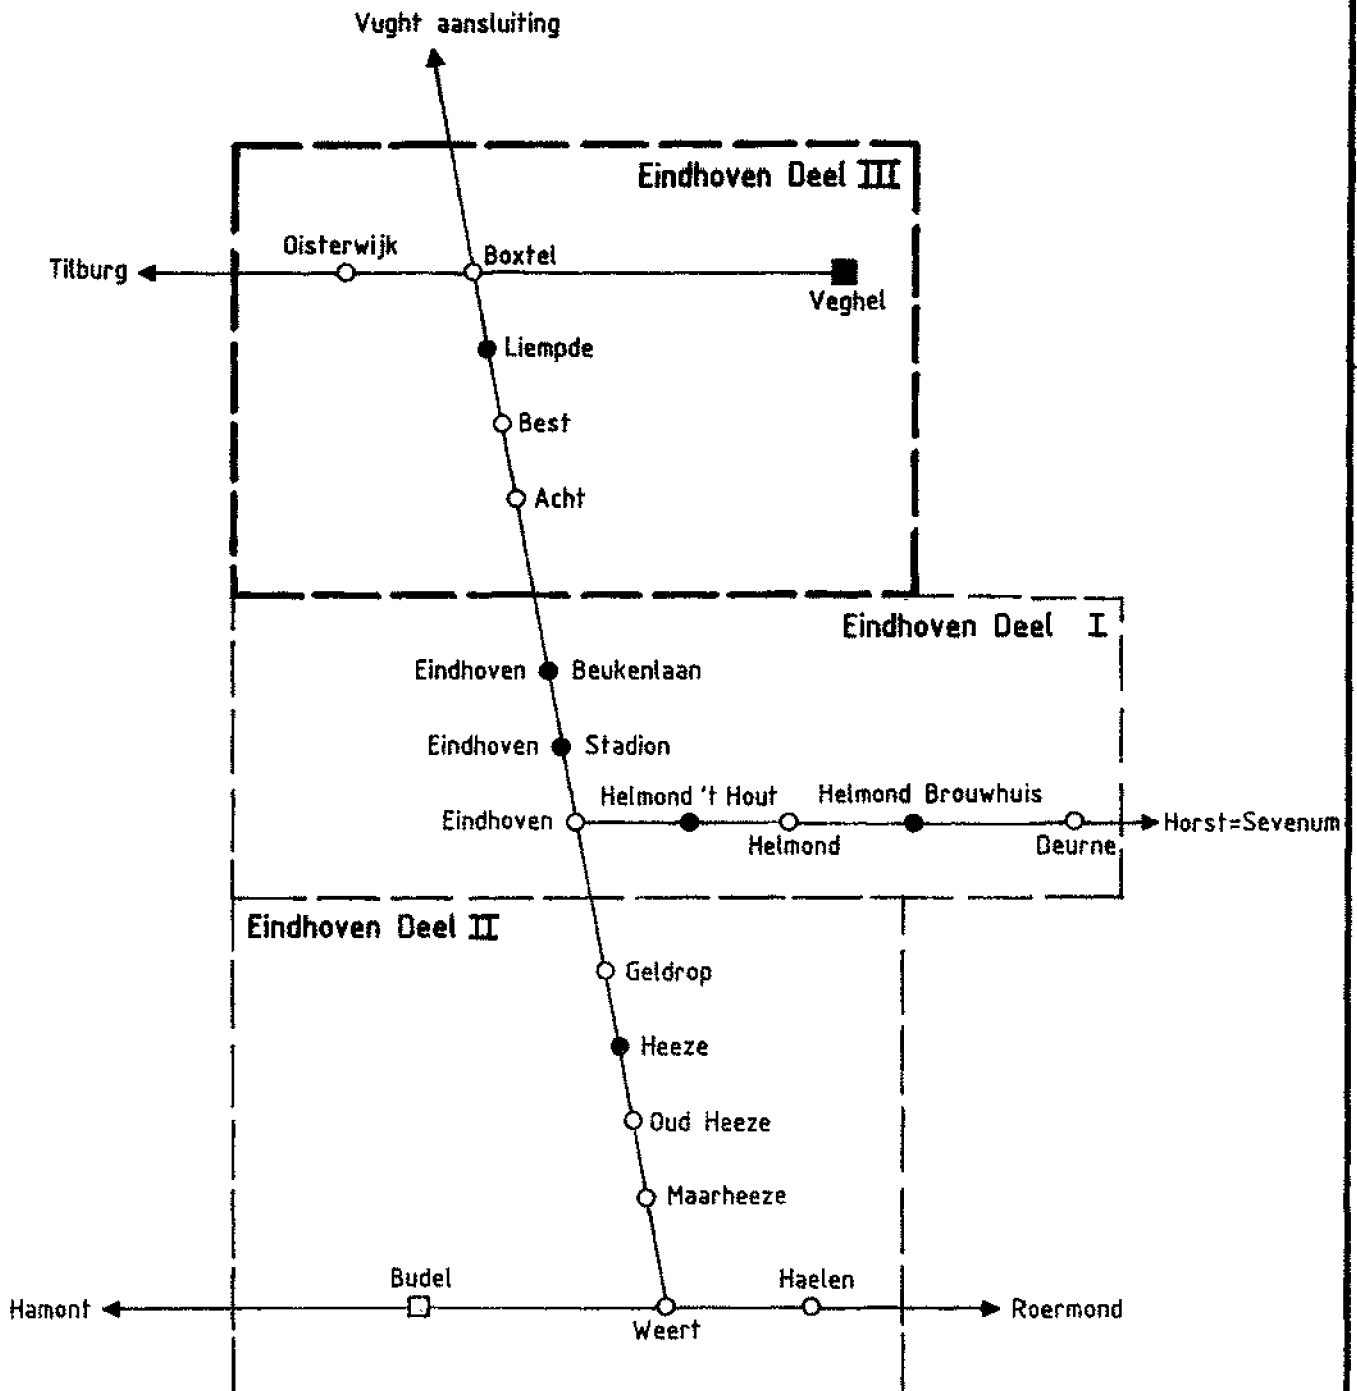 Vught aansluiting
Eindhoven Deel III
Oisterwijk
Boxtel
Tilburg
Veghel
Liempde
Best
Acht
Eindhoven Deel I
Eindhoven Beukenlaan
Eindhoven Stadion
Helmond 't Hout
Helmond Brouwhuis
Eindhoven
Horst=Sevenum
Helmond
Deurne
Eindhoven Deel II
Geldrop
Heeze
Oud Heeze
Maarheeze
Budel
Haelen
Hamont
Roermond
Weert